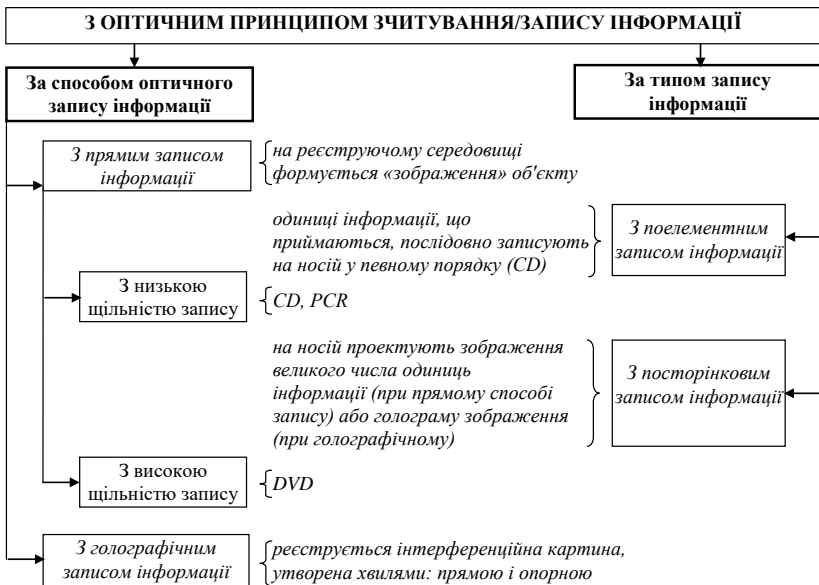 З ОПТИЧНИМ ПРИНЦИПОМ ЗЧИТУВАННЯ/ЗАПИСУ ІНФОРМАЦІЇ
За способом оптичного
запису інформації
За типом запису
інформації
З прямим записом
інформації
на реєструючому середовищі
формується «зображення» об'єкту
одиниці інформації, що
приймаються, послідовно записують
на носій у певному порядку (CD)
З поелементним
записом інформації
З низькою
щільністю запису
CD, PCR
на носій проектують зображення
великого числа одиниць
інформації (при прямому способі
запису) або голограму зображення
(при голографічному)
З посторінковим
записом інформації
З високою
щільністю запису
DVD
З голографічним
записом інформації
реєструється інтерференційна картина,
утворена хвилями: прямою і опорною